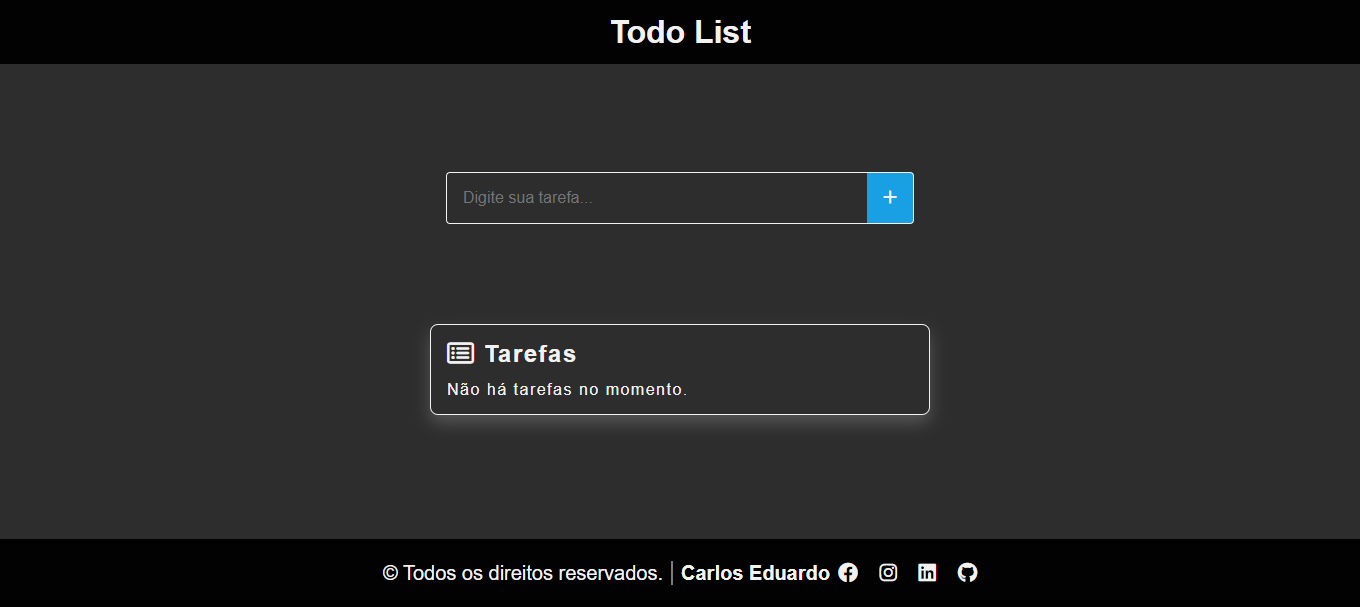 Todo List
Digite sua tarefa...
+
Tarefas
Não há tarefas no momento.
© Todos os direitos reservados. | Carlos Eduardo